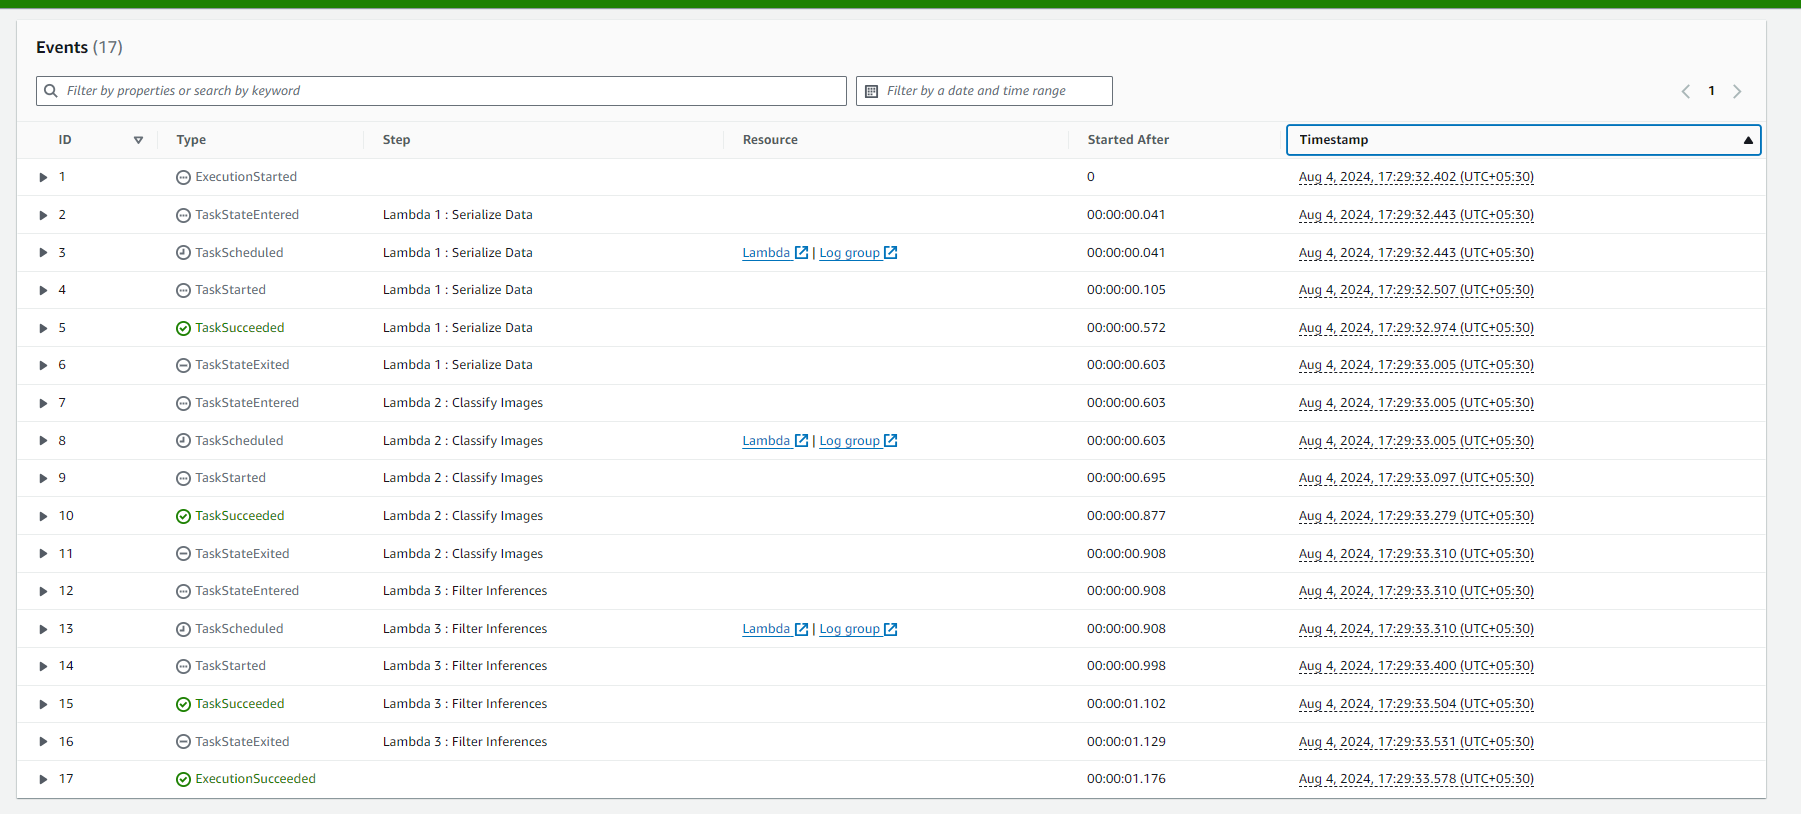 Events (17)
Filter by properties or search by keyword Filter by a date and time range 1
ID Type Step Resource Started After Timestamp
1 ExecutionStarted 0 Aug 4, 2024, 17:29:32.402 (UTC+05:30)
2 TaskStateEntered Lambda 1 : Serialize Data 00:00:00.041 Aug 4, 2024, 17:29:32.443 (UTC+05:30)
3 TaskScheduled Lambda 1 : Serialize Data Lambda | Log group 00:00:00.041 Aug 4, 2024, 17:29:32.443 (UTC+05:30)
4 TaskStarted Lambda 1 : Serialize Data 00:00:00.105 Aug 4, 2024, 17:29:32.507 (UTC+05:30)
5 TaskSucceeded Lambda 1 : Serialize Data 00:00:00.572 Aug 4, 2024, 17:29:32.974 (UTC+05:30)
6 TaskStateExited Lambda 1 : Serialize Data 00:00:00.603 Aug 4, 2024, 17:29:33.005 (UTC+05:30)
7 TaskStateEntered Lambda 2 : Classify Images 00:00:00.603 Aug 4, 2024, 17:29:33.005 (UTC+05:30)
8 TaskScheduled Lambda 2 : Classify Images Lambda | Log group 00:00:00.603 Aug 4, 2024, 17:29:33.005 (UTC+05:30)
9 TaskStarted Lambda 2 : Classify Images 00:00:00.695 Aug 4, 2024, 17:29:33.097 (UTC+05:30)
10 TaskSucceeded Lambda 2 : Classify Images 00:00:00.877 Aug 4, 2024, 17:29:33.279 (UTC+05:30)
11 TaskStateExited Lambda 2 : Classify Images 00:00:00.908 Aug 4, 2024, 17:29:33.310 (UTC+05:30)
12 TaskStateEntered Lambda 3 : Filter Inferences 00:00:00.908 Aug 4, 2024, 17:29:33.310 (UTC+05:30)
13 TaskScheduled Lambda 3 : Filter Inferences Lambda | Log group 00:00:00.908 Aug 4, 2024, 17:29:33.310 (UTC+05:30)
14 TaskStarted Lambda 3 : Filter Inferences 00:00:00.998 Aug 4, 2024, 17:29:33.400 (UTC+05:30)
15 TaskSucceeded Lambda 3 : Filter Inferences 00:00:01.102 Aug 4, 2024, 17:29:33.504 (UTC+05:30)
16 TaskStateExited Lambda 3 : Filter Inferences 00:00:01.129 Aug 4, 2024, 17:29:33.531 (UTC+05:30)
17 ExecutionSucceeded 00:00:01.176 Aug 4, 2024, 17:29:33.578 (UTC+05:30)